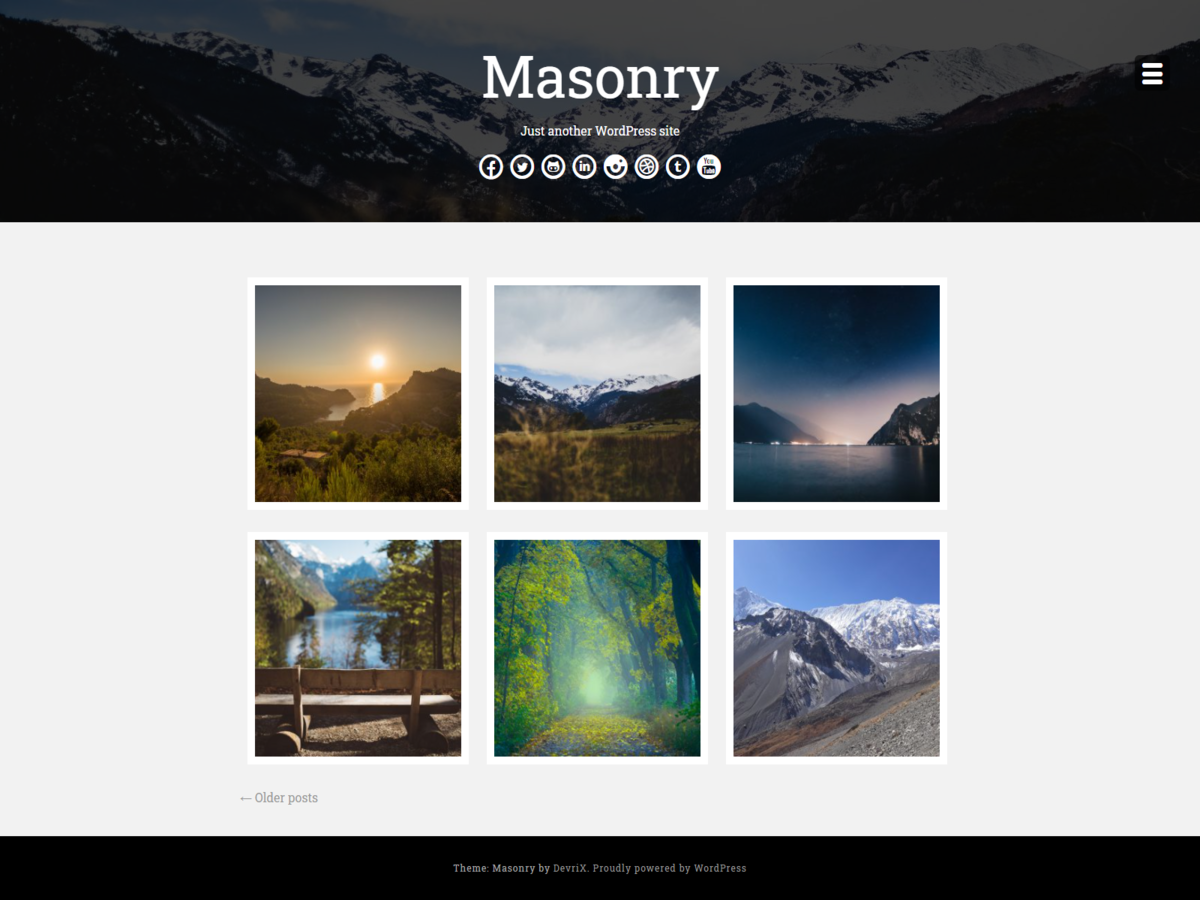 Masonry
Just another WordPress site
← Older posts
Theme: Masonry by DevriX. Proudly powered by WordPress